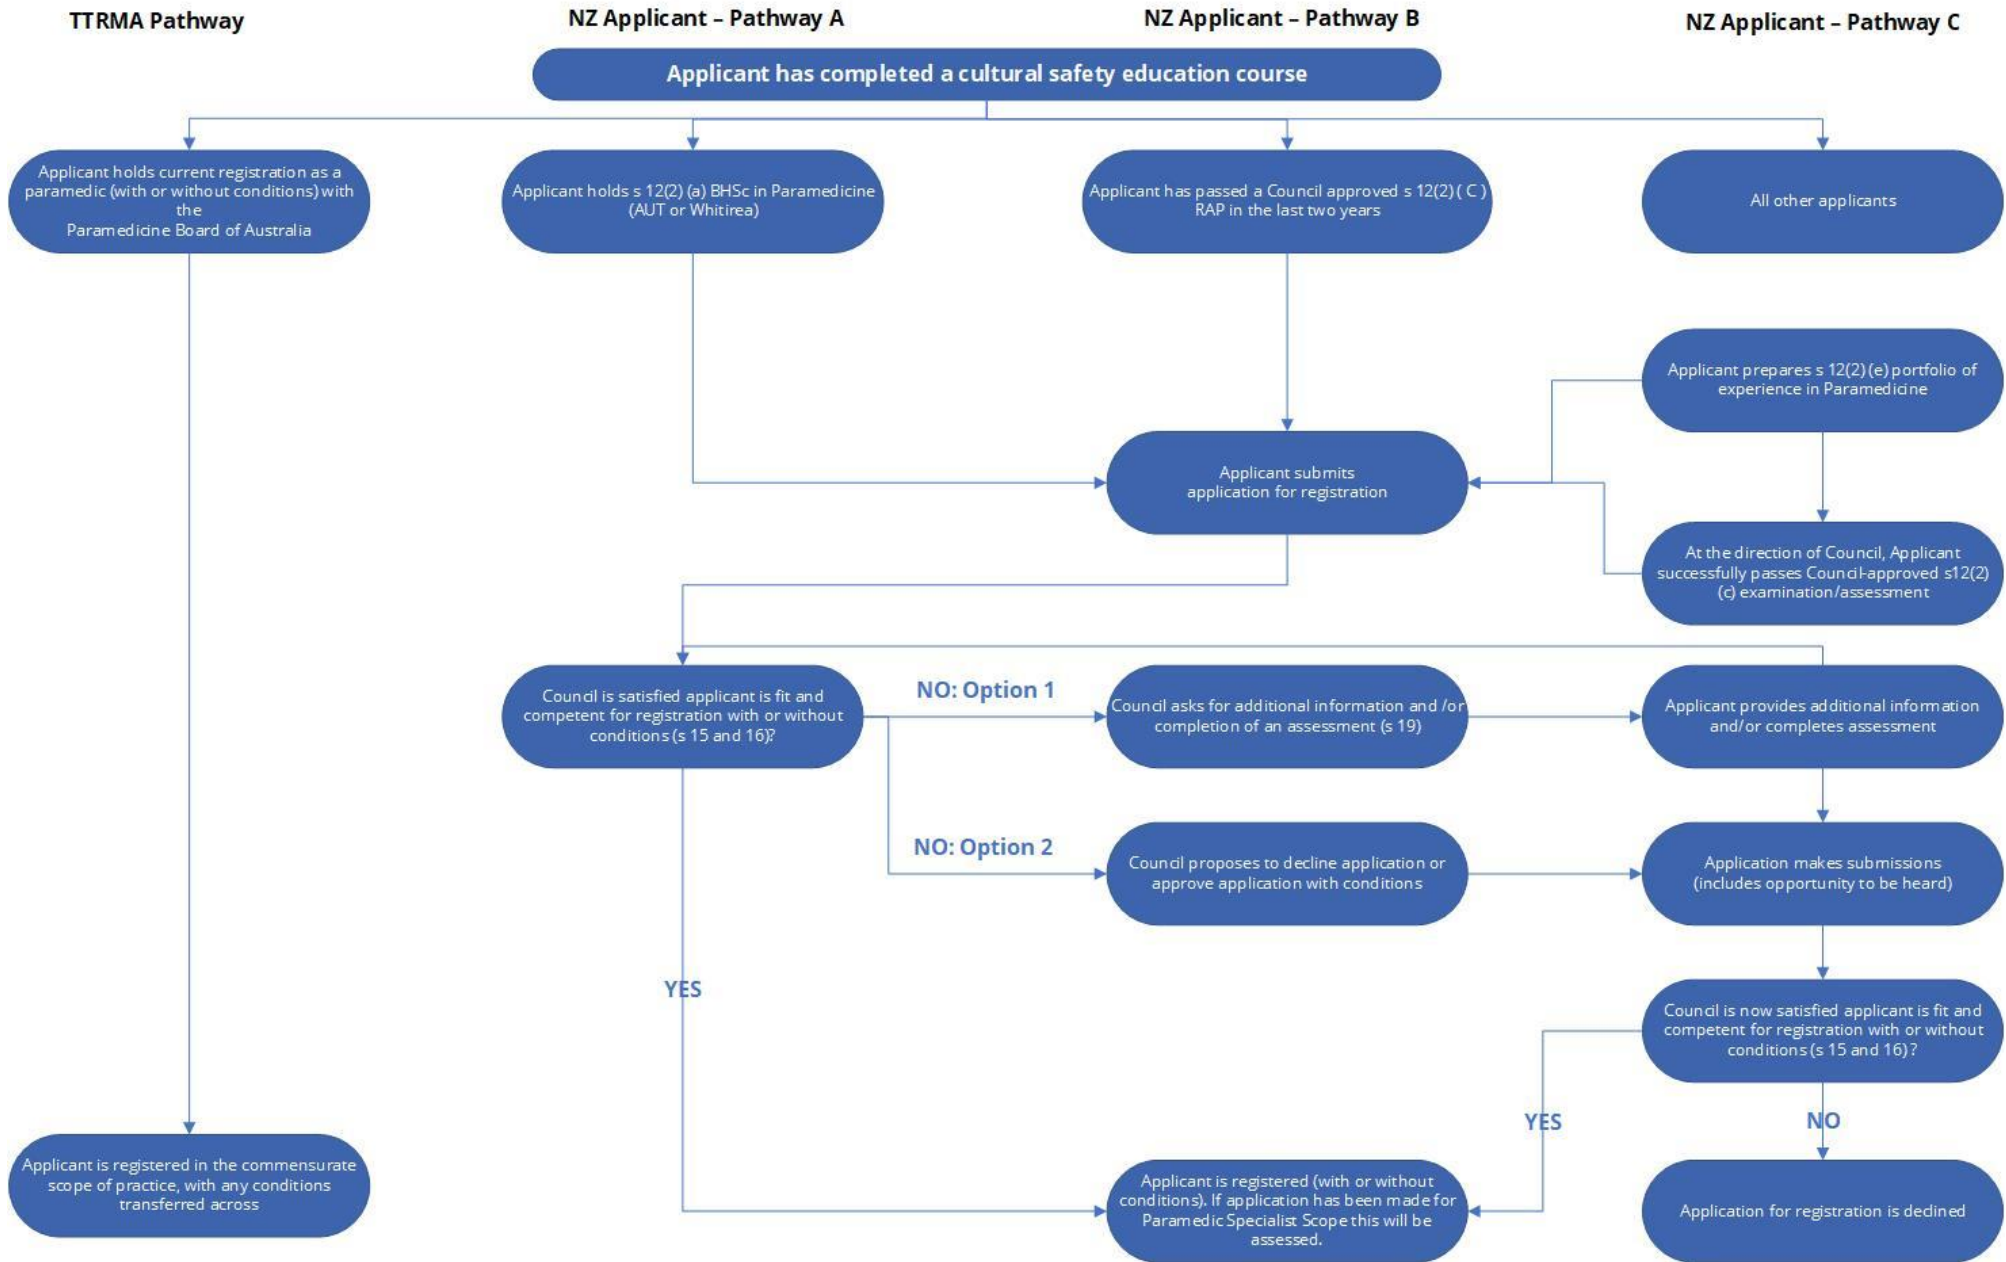 TTRMA Pathway
NZ Applicant – Pathway A
NZ Applicant – Pathway B
NZ Applicant – Pathway C
Applicant has completed a cultural safety education course
Applicant holds current registration as a
paramedic (with or without conditions) with
the
Paramedicine Board of Australia
Applicant holds s 12(2) (a) BHSc in Paramedicine
(AUT or Whitirea)
Applicant has passed a Council approved s 12(2) ( C )
RAP in the last two years
All other applicants
Applicant prepares s 12(2) (e) portfolio of
experience in Paramedicine
Applicant submits
application for registration
At the direction of Council, Applicant
successfully passes Council-approved s12(2)
(c) examination/assessment
Council is satisfied applicant is fit and
competent for registration with or without
conditions (s 15 and 16)?
NO: Option 1
Council asks for additional information and /or
completion of an assessment (s 19)
Applicant provides additional information
and/or completes assessment
NO: Option 2
Council proposes to decline application or
approve application with conditions
Application makes submissions
(includes opportunity to be heard)
YES
Council is now satisfied applicant is fit and
competent for registration with or without
conditions (s 15 and 16) ?
YES
NO
Applicant is registered in the commensurate
scope of practice, with any conditions
transferred across
Applicant is registered (with or without
conditions). If application has been made for
Paramedic Specialist Scope this will be
assessed.
Application for registration is declined